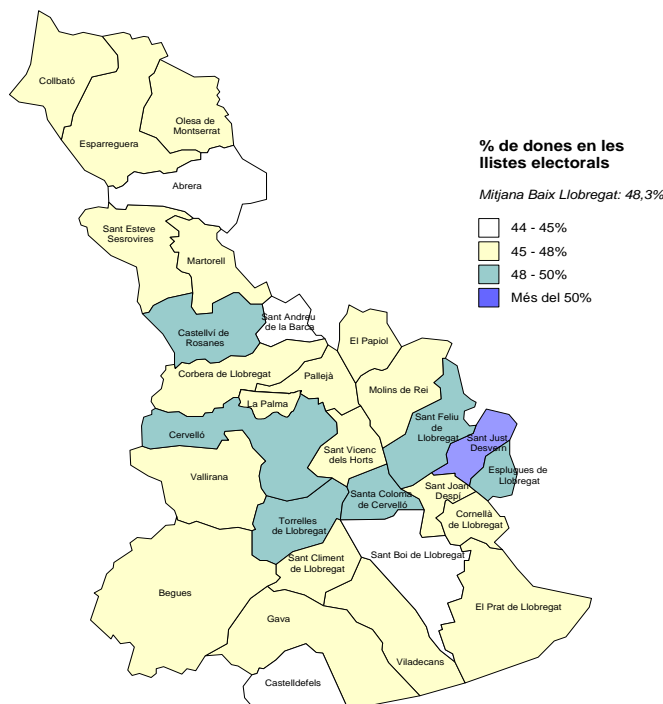 Collbató
Olesa de
Montserrat
Esparreguera
Abrera
% de dones en les
llistes electorals
Mitjana Baix Llobregat: 48,3%
44 - 45%
45 - 48%
48 - 50%
Més del 50%
Sant Esteve
Sesrovires
Martorell
Castellví de
Rosanes
Sant Andreu
de la Barca
El Papiol
Corbera de Llobregat
Pallejà
Molins de Rei
La Palma
Cervelló
Sant Vicenc
dels Horts
Sant Feliu
de
Llobregat
Sant Just
Desvern
Esplugues de
Llobregat
Vallirana
Santa Coloma
de Cervelló
Sant Joan
Despí
Cornellà
de Llobregat
Torrelles
de Llobregat
Sant Boi de Llobregat
Sant Climent
de Llobregat
Begues
El Prat de Llobregat
Gava
Viladecans
Castelldefels